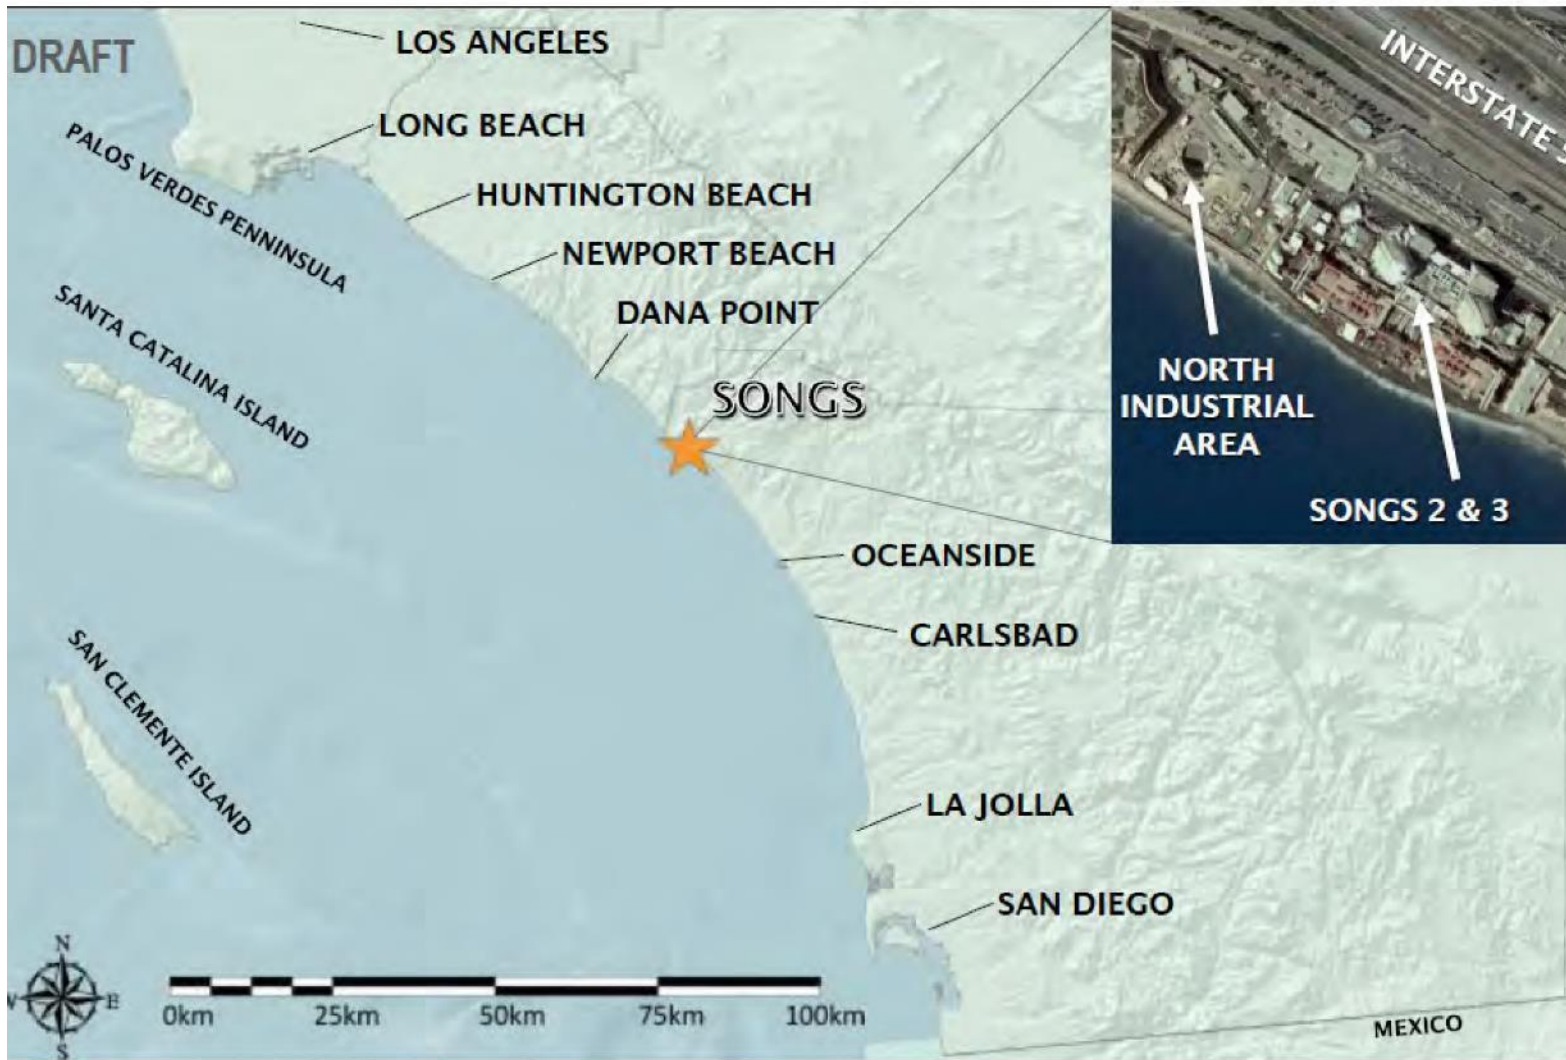 DRAFT
LOS ANGELES
LONG BEACH
PALOS VERDES PENNINSULA
HUNTINGTON BEACH
NEWPORT BEACH
SANTA CATALINA ISLAND
DANA POINT
SONGS
INTERSTATE 5
NORTH
INDUSTRIAL
AREA
SONGS 2 & 3
OCEANSIDE
CARLSBAD
SAN CLEMENTE ISLAND
LA JOLLA
SAN DIEGO
N
W E
S
0km 25km 50km 75km 100km
MEXICO